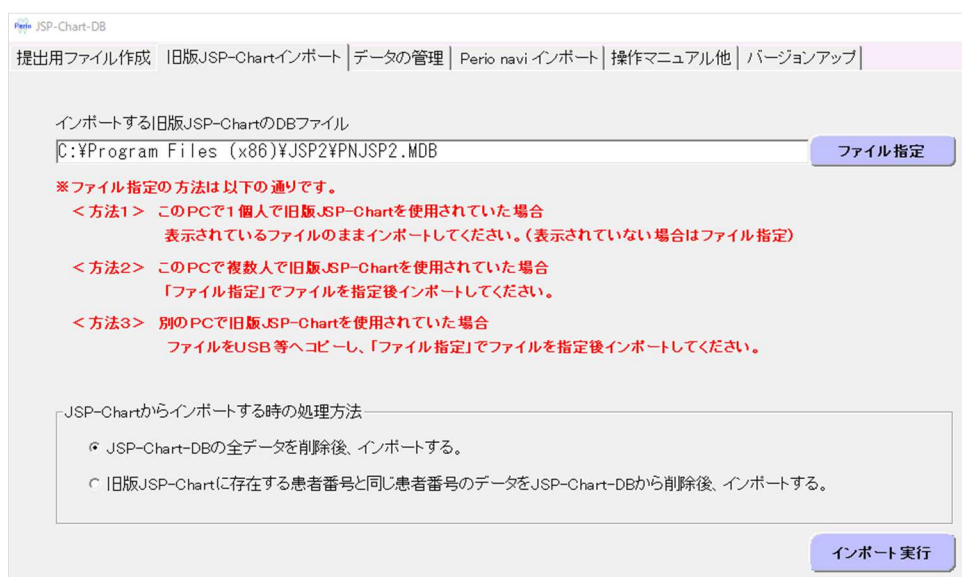 Perio JSP-Chart-DB
提出用ファイル作成 旧版JSP-Chartインポート データの管理 Perio navi インポート 操作マニュアル他 バージョンアップ
インポートする旧版JSP-ChartのDBファイル
C:¥Program Files (x86)¥JSP2¥PNJSP2.MDB ファイル指定
※ファイル指定の方法は以下の通りです。
<方法1> このPCで1個人で旧版JSP-Chartを使用されていた場合
表示されているファイルのままインポートしてください。(表示されていない場合はファイル指定)
<方法2> このPCで複数人で旧版JSP-Chartを使用されていた場合
「ファイル指定」でファイルを指定後インポートしてください。
<方法3> 別のPCで旧版JSP-Chartを使用されていた場合
ファイルをUSB等へコピーし、「ファイル指定」でファイルを指定後インポートしてください。
JSP-Chartからインポートする時の処理方法
JSP-Chart-DBの全データを削除後、インポートする。
旧版JSP-Chartに存在する患者番号と同じ患者番号のデータをJSP-Chart-DBから削除後、インポートする。
インポート実行